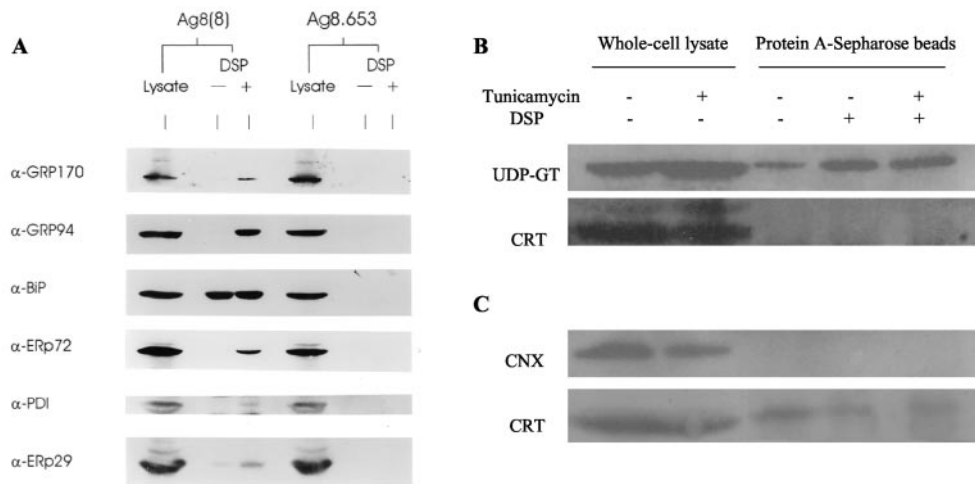 A
Ag8(8) Ag8.653
DSP DSP
Lysate — + Lysate — +
α-GRP170
α-GRP94
α-BiP
α-ERp72
α-PDI
α-ERp29
B
Whole-cell lysate Protein A-Sepharose beads
Tunicamycin - + - +
DSP - - - + +
UDP-GT
CRT
C
CNX
CRT